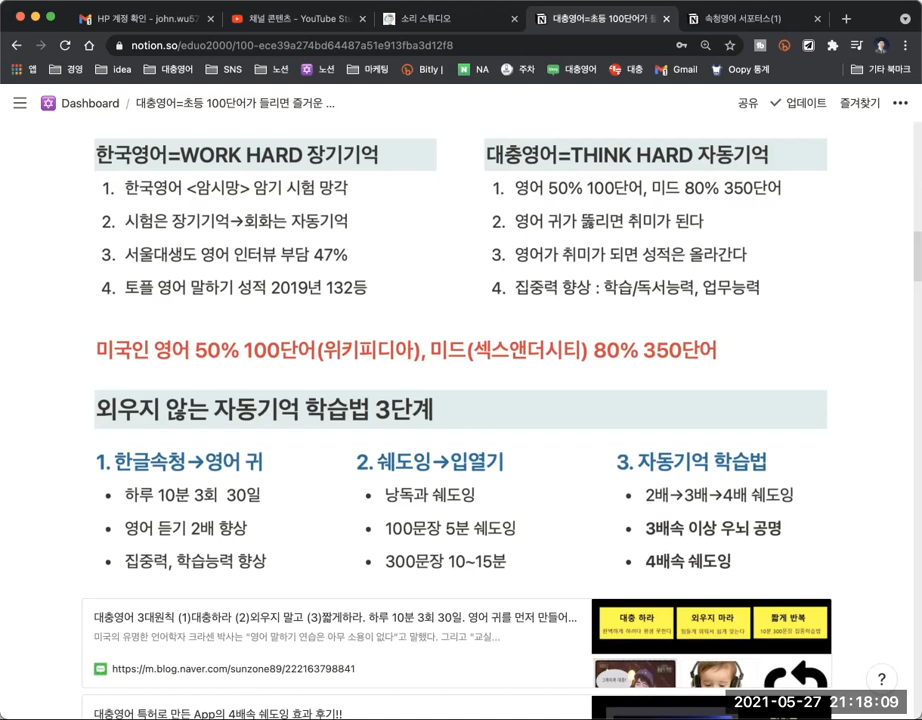 HP 계정 확인 - john.wu57
채널 콘텐츠 - YouTube Stu
소리 스튜디오
대충영어=초등 100단어가 들
속청영어 서포터스(1)
notion.so/eduo2000/100-ece39a274bd64487a51e913fba3d12f8
앱
경영
idea
대충영어
SNS
노션
노션
마케팅
Bitly |
NA
주차
대충영어
대충
Gmail
Oopy 통계
기타 북마크
Dashboard / 대충영어=초등 100단어가 들리면 즐거운 ...
공유
업데이트
즐겨찾기
한국영어=WORK HARD 장기기억
1. 한국영어 <암시망> 암기 시험 망각
2. 시험은 장기기억→회화는 자동기억
3. 서울대생도 영어 인터뷰 부담 47%
4. 토플 영어 말하기 성적 2019년 132등
대충영어=THINK HARD 자동기억
1. 영어 50% 100단어, 미드 80% 350단어
2. 영어 귀가 뚫리면 취미가 된다
3. 영어가 취미가 되면 성적은 올라간다
4. 집중력 향상 : 학습/독서능력, 업무능력
미국인 영어 50% 100단어(위키피디아), 미드(섹스앤더시티) 80% 350단어
외우지 않는 자동기억 학습법 3단계
1. 한글속청→영어 귀
• 하루 10분 3회 30일
• 영어 듣기 2배 향상
• 집중력, 학습능력 향상
2. 쉐도잉→입열기
• 낭독과 쉐도잉
• 100문장 5분 쉐도잉
• 300문장 10~15분
3. 자동기억 학습법
• 2배→3배→4배 쉐도잉
• 3배속 이상 우뇌 공명
• 4배속 쉐도잉
대충영어 3대원칙 (1)대충하라 (2)외우지 말고 (3)짧게하라. 하루 10분 3회 30일. 영어 귀를 먼저 만들어...
미국의 유명한 언어학자 크라센 박사는 "영어 말하기 연습은 아무 소용이 없다"고 말했다. 그리고 "교실...
https://m.blog.naver.com/sunzone89/222163798841
대충 하라
외우지 마라
짧게 반복
대충영어 특허로 만든 App의 4배속 쉐도잉 효과 후기!!
?
2021-05-27 21:18:09